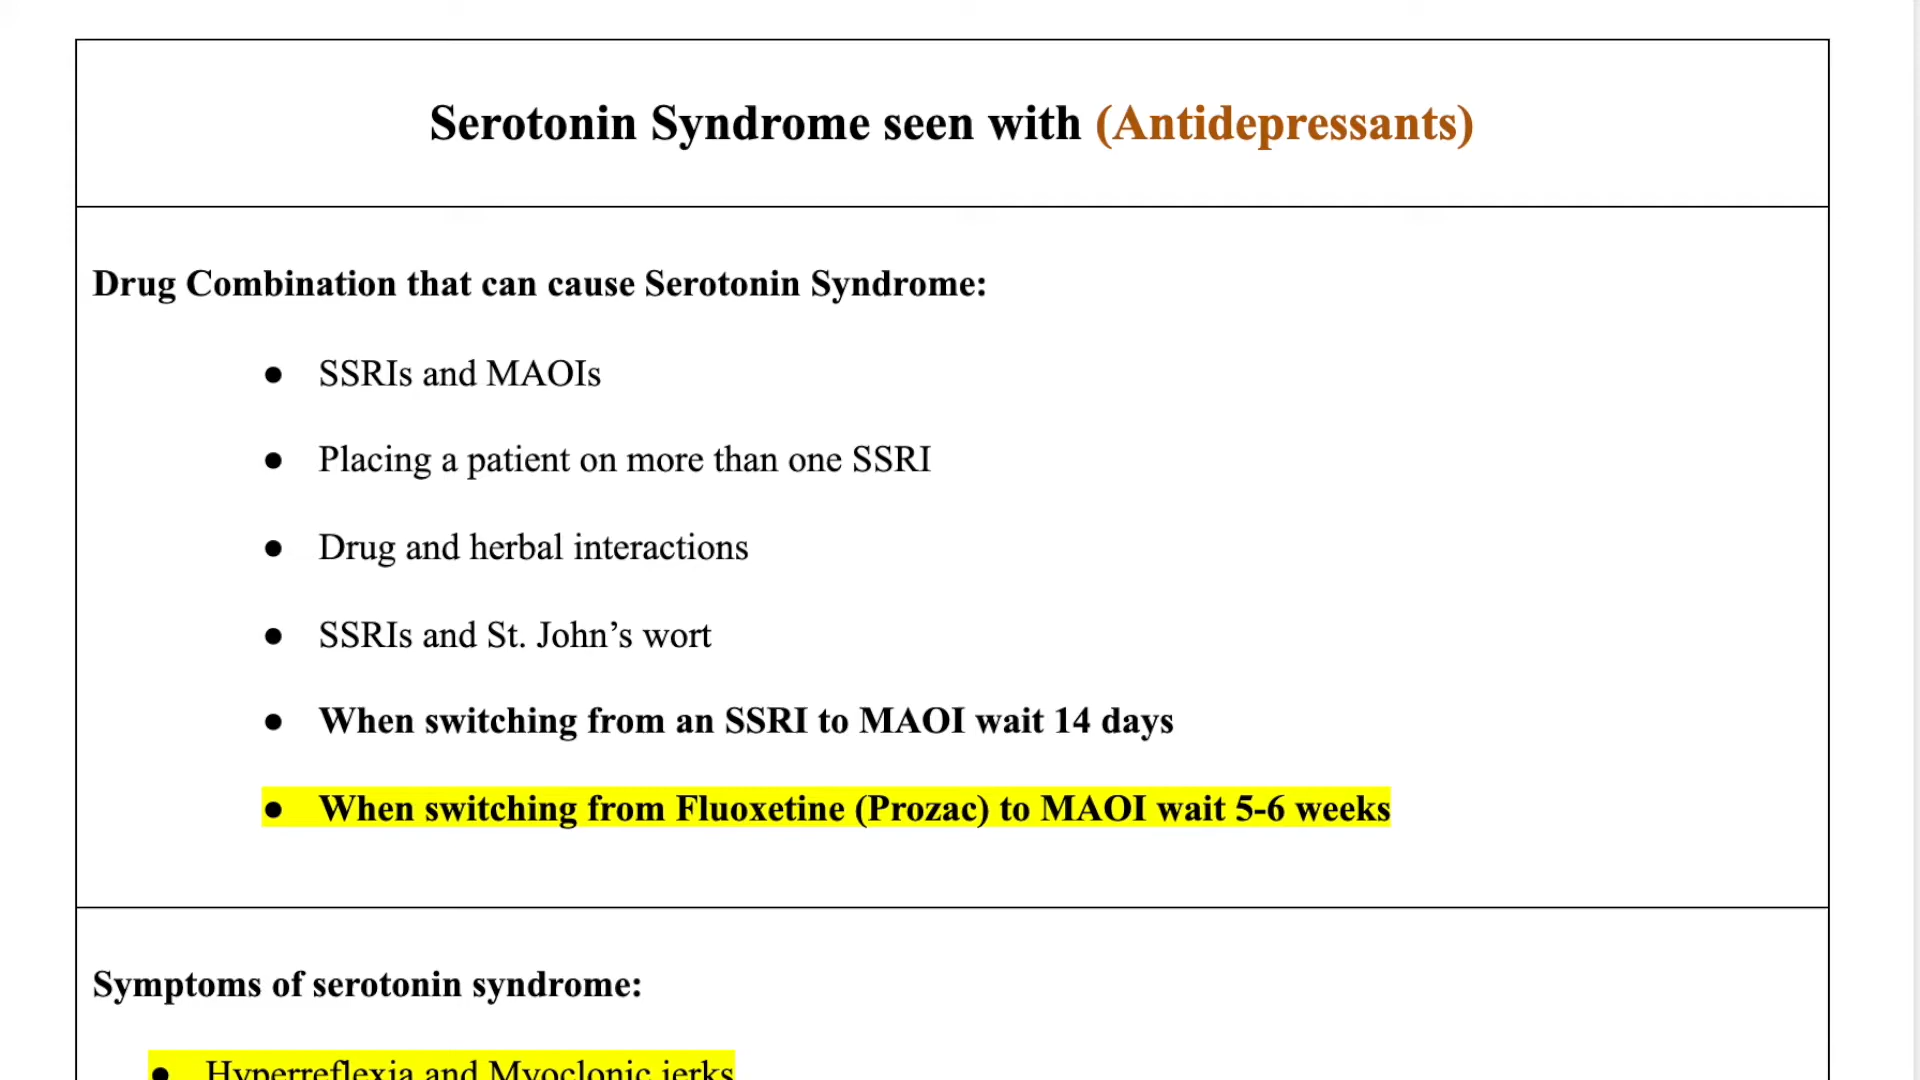 Serotonin Syndrome seen with (Antidepressants)
Drug Combination that can cause Serotonin Syndrome:
● SSRIs and MAOIs
● Placing a patient on more than one SSRI
● Drug and herbal interactions
● SSRIs and St. John’s wort
● When switching from an SSRI to MAOI wait 14 days
● When switching from Fluoxetine (Prozac) to MAOI wait 5-6 weeks
Symptoms of serotonin syndrome:
● Hyperreflexia and Myoclonic jerks